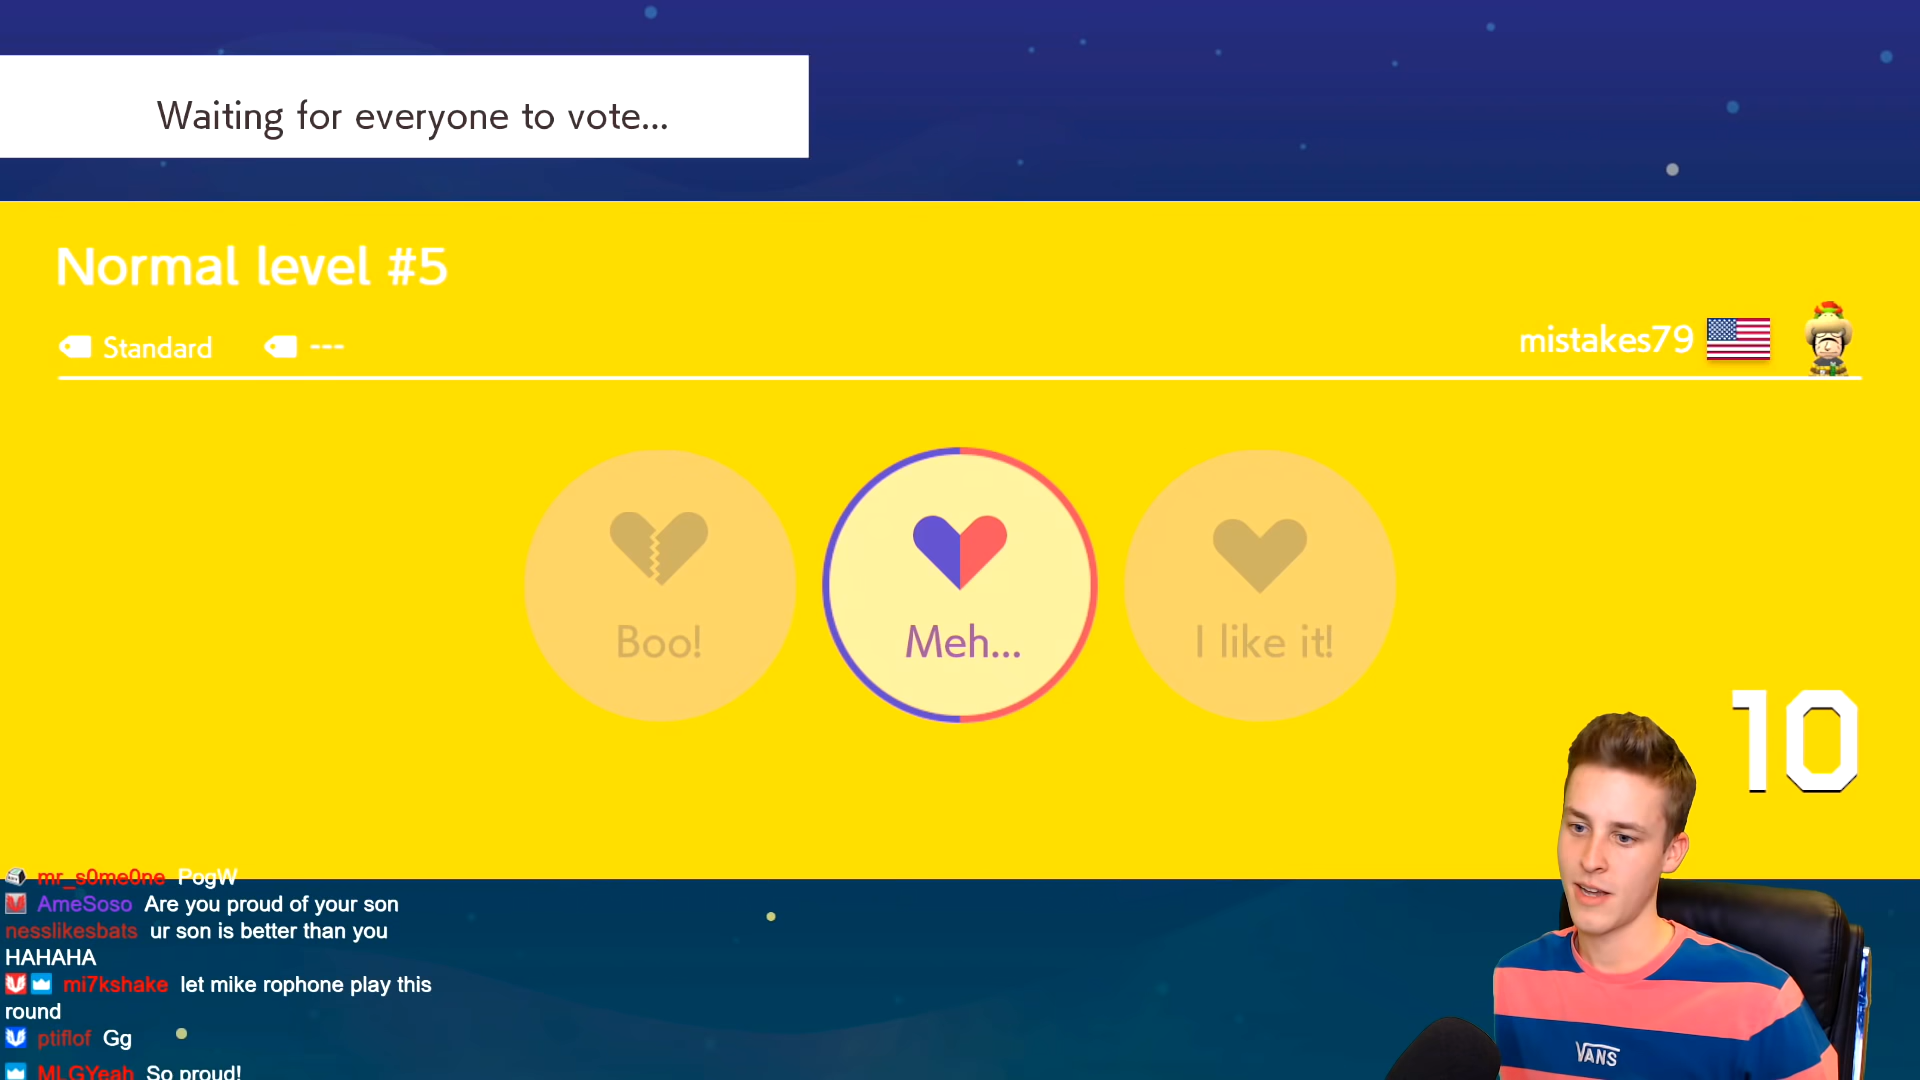 Waiting for everyone to vote...
Normal level #5
Standard ---
mistakes79
Boo!
Meh...
I like it!
10
mr_s0me0ne PogW
AmeSoso Are you proud of your son
nesslikesbats ur son is better than you
HAHAHA
mi7kshake let mike rophone play this
round
ptiflof Gg
MLGYeah So proud!
VANS